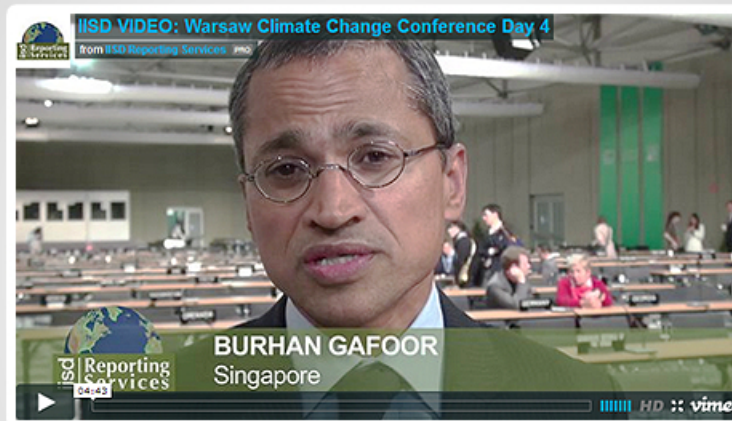 IISD VIDEO: Warsaw Climate Change Conference Day 4
iisd Reporting Services
from IISD Reporting Services PRO
BURHAN GAFOOR
Singapore
iisd Reporting
Services
04:43
HD vime